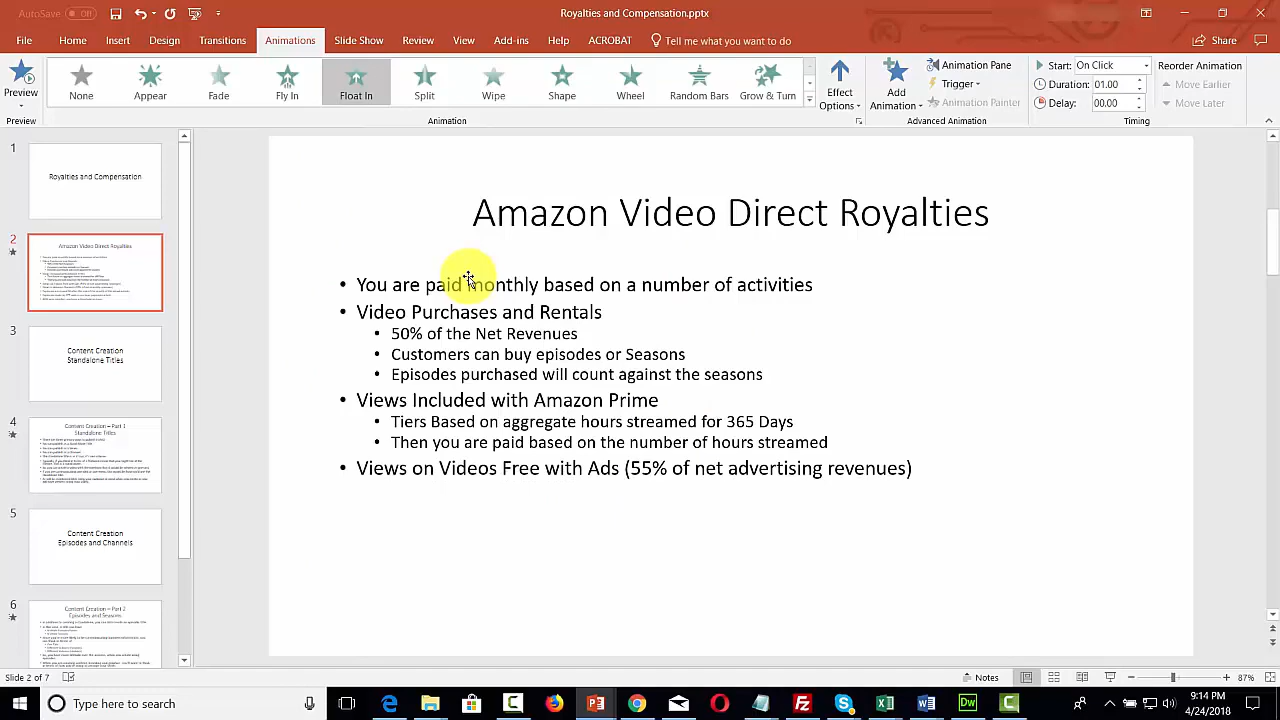 AutoSave Off
Royalties and Compensation.pptx
File Home Insert Design Transitions Animations Slide Show Review View Add-ins Help ACROBAT Tell me what you want to do
Share
Preview
None
Appear
Fade
Fly In
Float In
Split
Wipe
Shape
Wheel
Random Bars
Grow & Turn
Effect Options
Add Animation
Animation Pane
Trigger
Animation Painter
Start: On Click
Duration: 01.00
Delay: 00.00
Reorder Animation
Move Earlier
Move Later
Preview
Animation
Advanced Animation
Timing
1
Royalties and Compensation
2
Amazon Video Direct Royalties
3
Content Creation
Standalone Titles
4
Content Creation – Part 1
Standalone Titles
5
Content Creation
Episodes and Channels
6
Content Creation – Part 2
Episodes and Seasons
Amazon Video Direct Royalties
• You are paid monthly based on a number of activities
• Video Purchases and Rentals
• 50% of the Net Revenues
• Customers can buy episodes or Seasons
• Episodes purchased will count against the seasons
• Views Included with Amazon Prime
• Tiers Based on aggregate hours streamed for 365 Days
• Then you are paid based on the number of hours streamed
• Views on Videos Free with Ads (55% of net advertising revenues)
Slide 2 of 7
Notes
87%
Type here to search
9:14 PM
4/24/2018